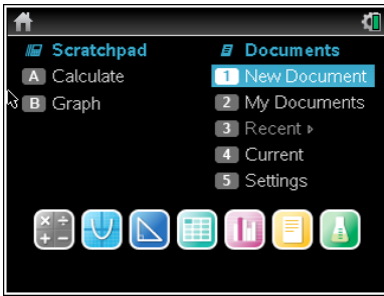 Scratchpad
A Calculate
B Graph
Documents
1 New Document
2 My Documents
3 Recent ▸
4 Current
5 Settings